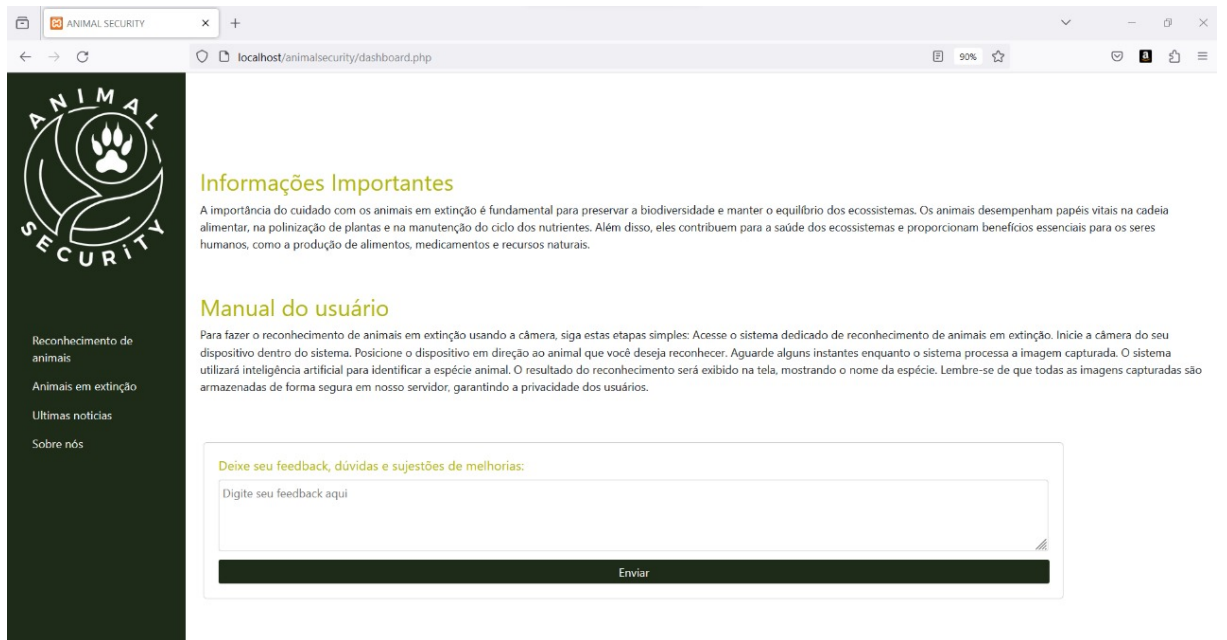 ANIMAL SECURITY
localhost/animalsecurity/dashboard.php
90%
ANIMAL
SECURiTY
Reconhecimento de
animais
Animais em extinção
Ultimas noticias
Sobre nós
Informações Importantes
A importância do cuidado com os animais em extinção é fundamental para preservar a biodiversidade e manter o equilíbrio dos ecossistemas. Os animais desempenham papéis vitais na cadeia
alimentar, na polinização de plantas e na manutenção do ciclo dos nutrientes. Além disso, eles contribuem para a saúde dos ecossistemas e proporcionam benefícios essenciais para os seres
humanos, como a produção de alimentos, medicamentos e recursos naturais.
Manual do usuário
Para fazer o reconhecimento de animais em extinção usando a câmera, siga estas etapas simples: Acesse o sistema dedicado de reconhecimento de animais em extinção. Inicie a câmera do seu
dispositivo dentro do sistema. Posicione o dispositivo em direção ao animal que você deseja reconhecer. Aguarde alguns instantes enquanto o sistema processa a imagem capturada. O sistema
utilizará inteligência artificial para identificar a espécie animal. O resultado do reconhecimento será exibido na tela, mostrando o nome da espécie. Lembre-se de que todas as imagens capturadas são
armazenadas de forma segura em nosso servidor, garantindo a privacidade dos usuários.
Deixe seu feedback, dúvidas e sujestões de melhorias:
Digite seu feedback aqui
Enviar